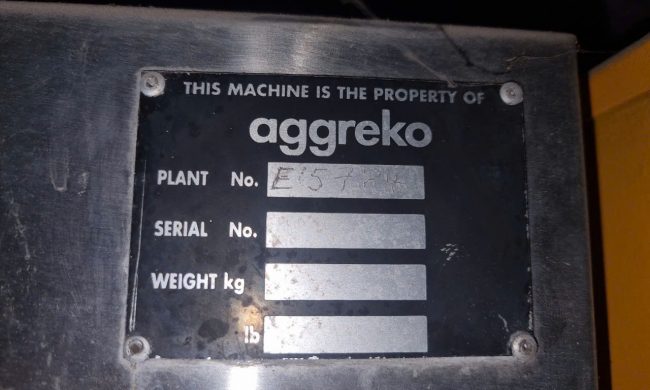 THIS MACHINE IS THE PROPERTY OF
aggreko
PLANT No.
SERIAL No.
WEIGHT kg
lb